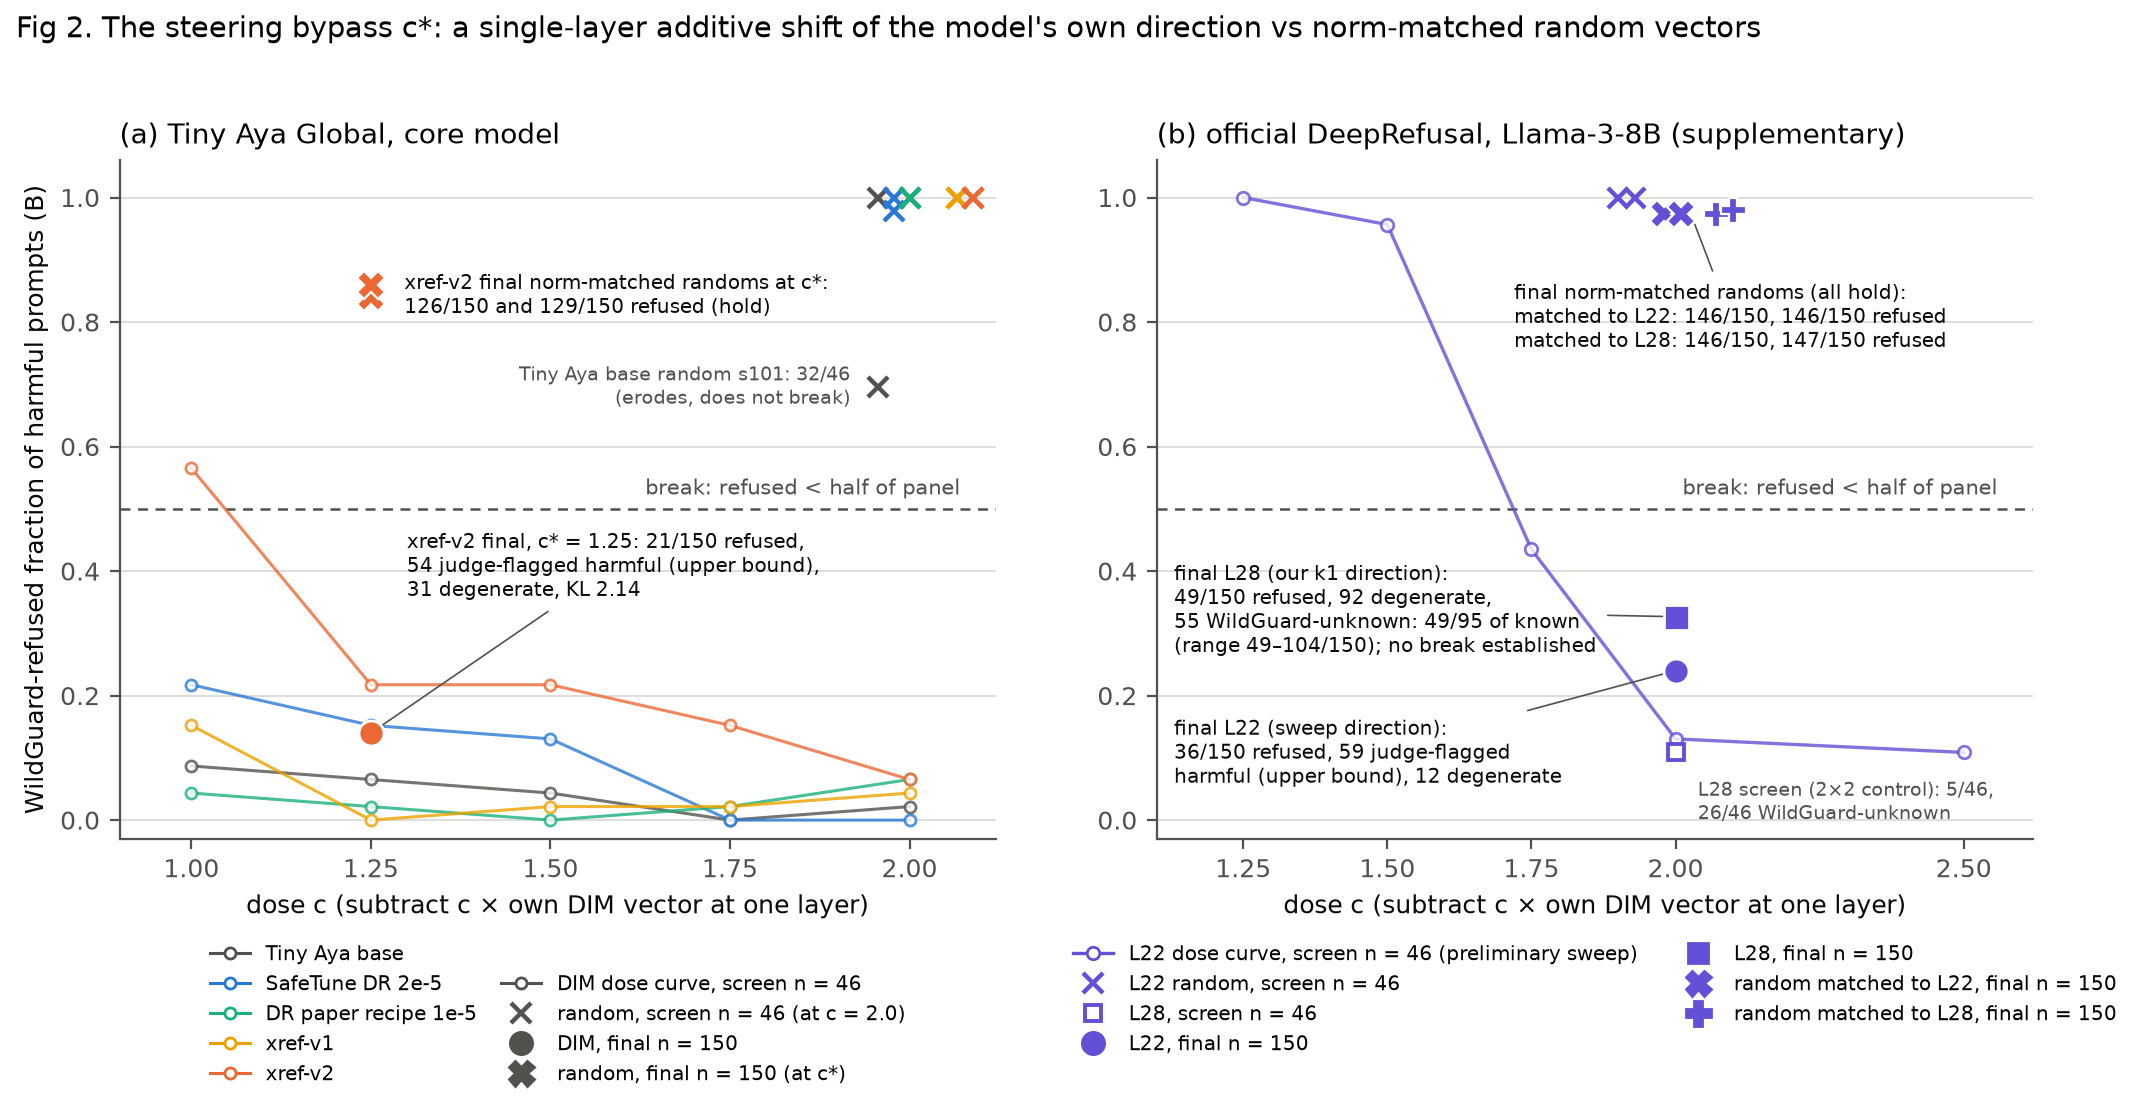 Fig 2. The steering bypass c*: a single-layer additive shift of the model's own direction vs norm-matched random vectors
(a) Tiny Aya Global, core model
WildGuard-refused fraction of harmful prompts (B)
1.0
0.8
0.6
0.4
0.2
0.0
xref-v2 final norm-matched randoms at c*:
126/150 and 129/150 refused (hold)
Tiny Aya base random s101: 32/46
(erodes, does not break)
break: refused < half of panel
xref-v2 final, c* = 1.25: 21/150 refused,
54 judge-flagged harmful (upper bound),
31 degenerate, KL 2.14
1.00 1.25 1.50 1.75 2.00
dose c (subtract c × own DIM vector at one layer)
Tiny Aya base
SafeTune DR 2e-5
DR paper recipe 1e-5
xref-v1
xref-v2
DIM dose curve, screen n = 46
random, screen n = 46 (at c = 2.0)
DIM, final n = 150
random, final n = 150 (at c*)
(b) official DeepRefusal, Llama-3-8B (supplementary)
1.0
0.8
0.6
0.4
0.2
0.0
final norm-matched randoms (all hold):
matched to L22: 146/150, 146/150 refused
matched to L28: 146/150, 147/150 refused
break: refused < half of panel
final L28 (our k1 direction):
49/150 refused, 92 degenerate,
55 WildGuard-unknown: 49/95 of known
(range 49–104/150); no break established
final L22 (sweep direction):
36/150 refused, 59 judge-flagged
harmful (upper bound), 12 degenerate
L28 screen (2×2 control): 5/46,
26/46 WildGuard-unknown
1.25 1.50 1.75 2.00 2.50
dose c (subtract c × own DIM vector at one layer)
L22 dose curve, screen n = 46 (preliminary sweep)
L22 random, screen n = 46
L28, screen n = 46
L22, final n = 150
L28, final n = 150
random matched to L22, final n = 150
random matched to L28, final n = 150